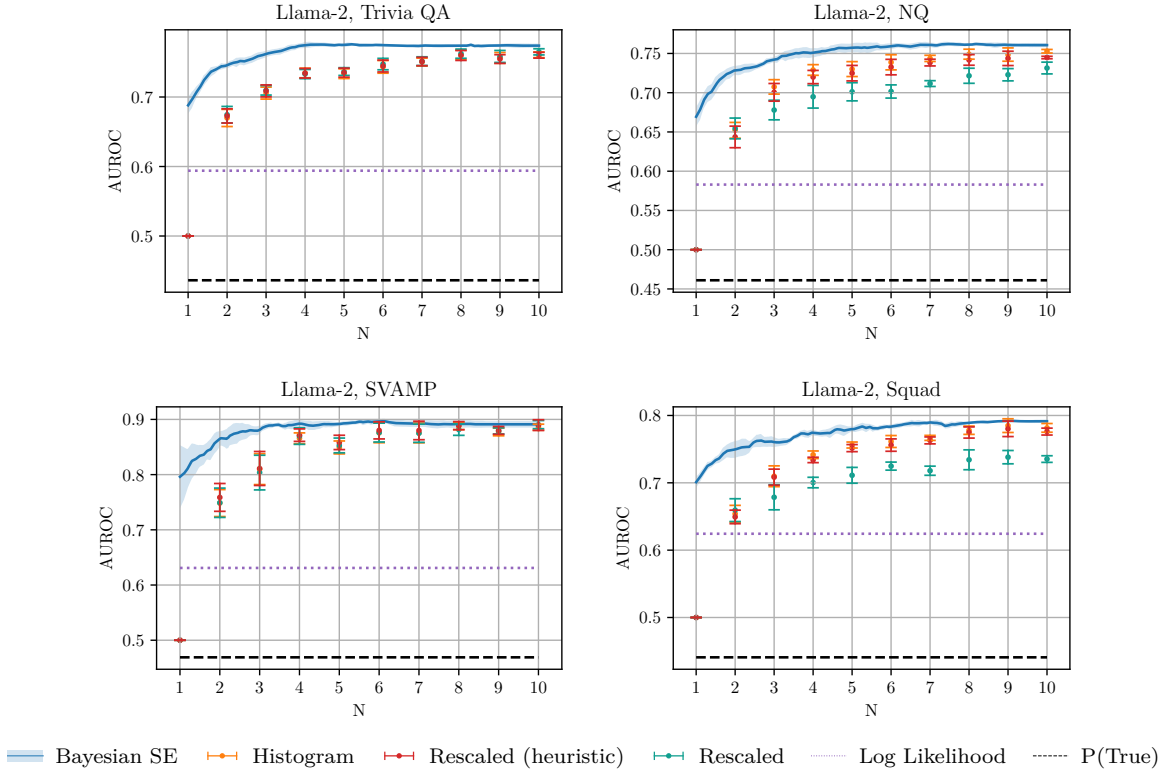 Llama-2, Trivia QA
AUROC
0.7
0.6
0.5
1 2 3 4 5 6 7 8 9 10
N
Llama-2, NQ
AUROC
0.75
0.70
0.65
0.60
0.55
0.50
0.45
1 2 3 4 5 6 7 8 9 10
N
Llama-2, SVAMP
AUROC
0.9
0.8
0.7
0.6
0.5
1 2 3 4 5 6 7 8 9 10
N
Llama-2, Squad
AUROC
0.8
0.7
0.6
0.5
1 2 3 4 5 6 7 8 9 10
N
Bayesian SE Histogram Rescaled (heuristic) Rescaled Log Likelihood P(True)